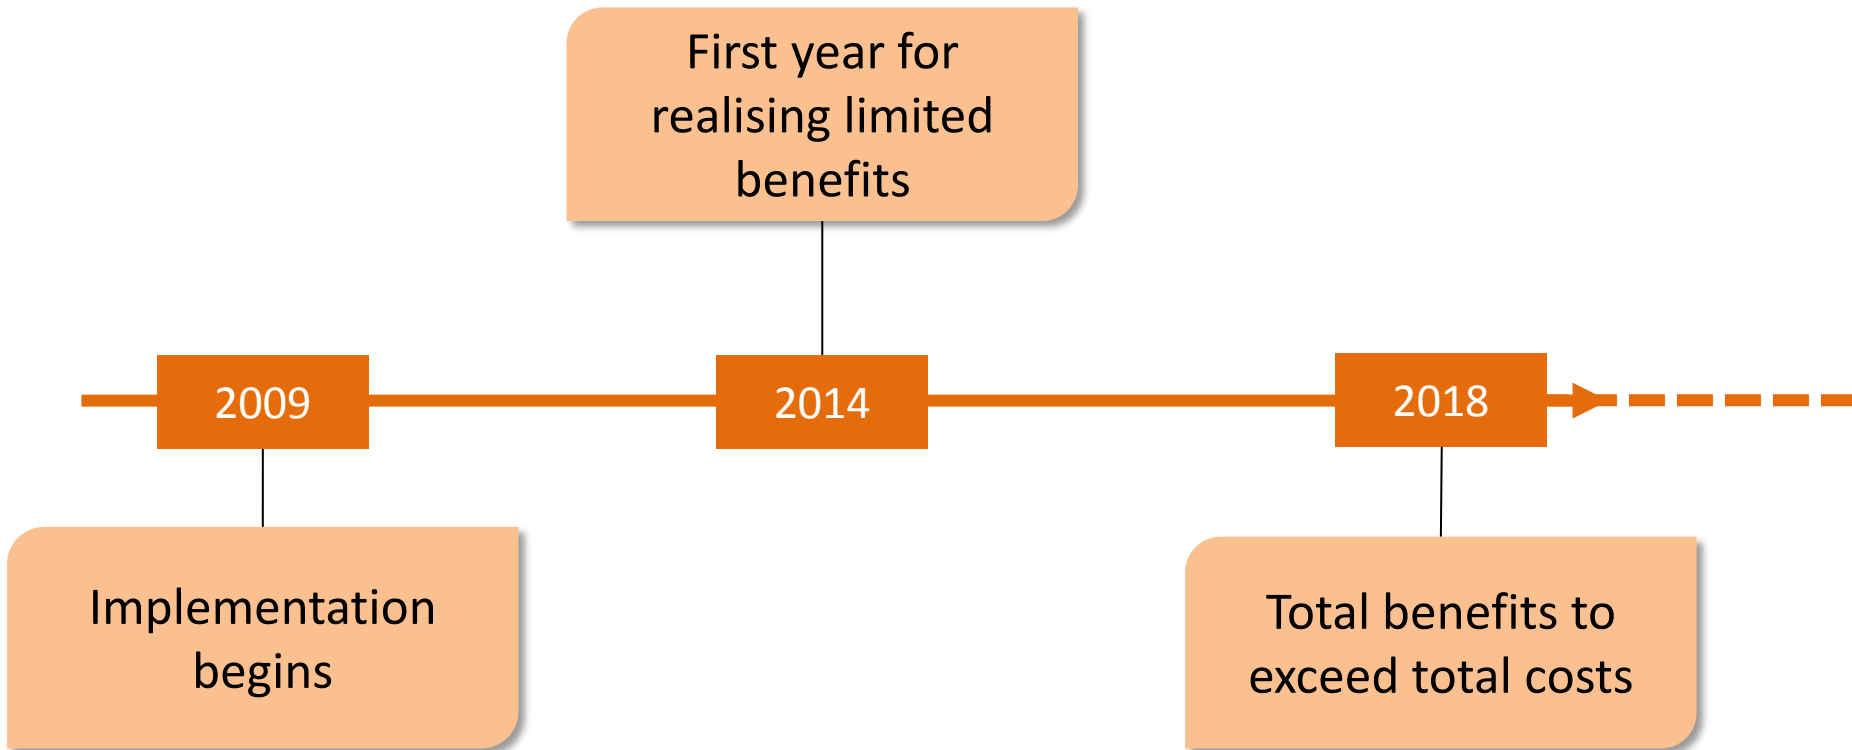 First year for
realising limited
benefits
2009
2014
2018
Implementation
begins
Total benefits to
exceed total costs